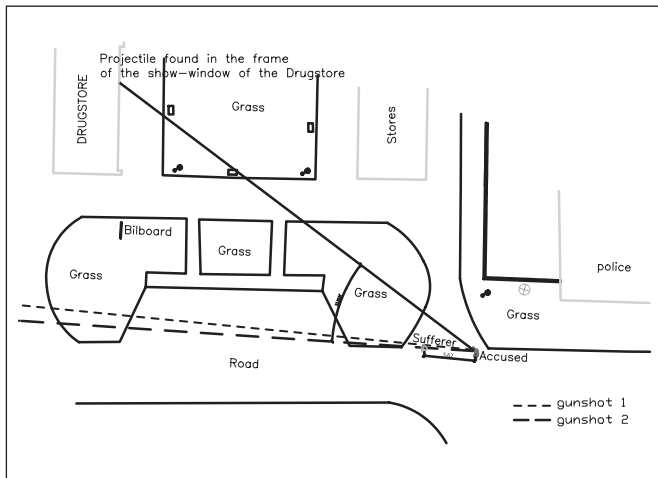 Projectile found in the frame
of the show-window of the Drugstore
DRUGSTORE
Grass
Stores
Bilboard
Grass
Grass
Grass
police
Grass
Sufferer
Accused
Road
gunshot 1
gunshot 2